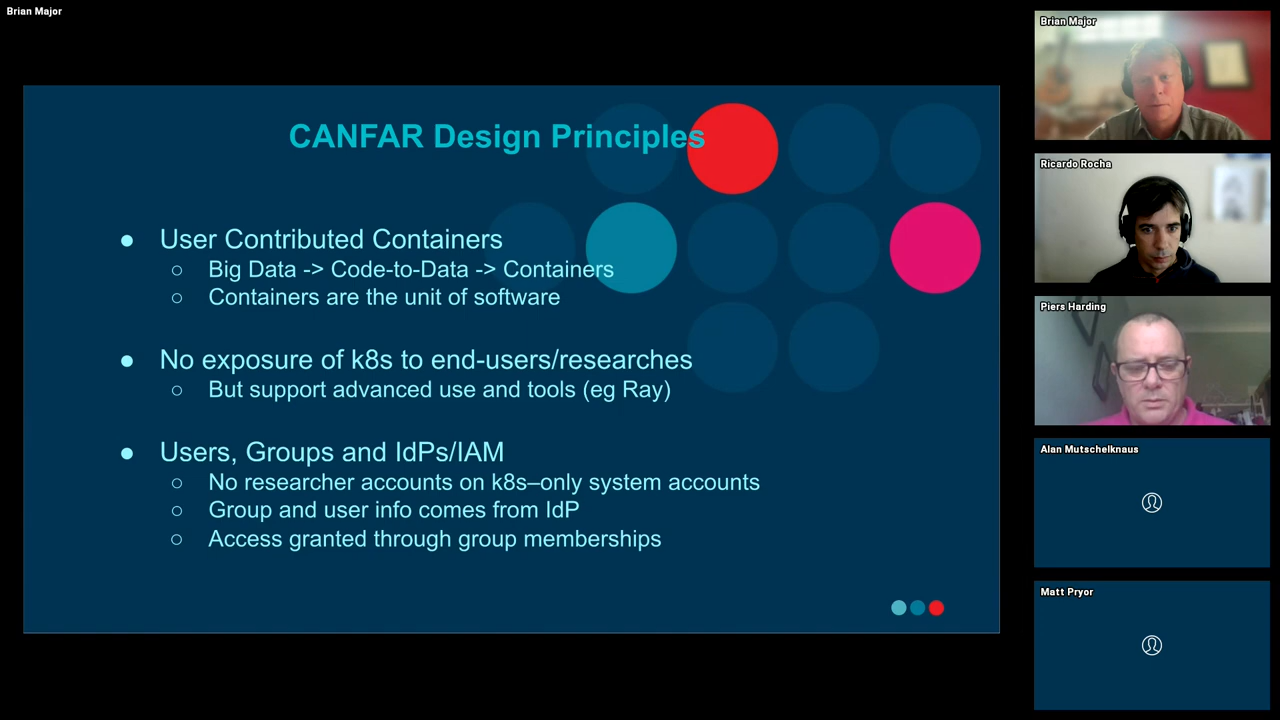 Brian Major
CANFAR Design Principles
● User Contributed Containers
○ Big Data -> Code-to-Data -> Containers
○ Containers are the unit of software
● No exposure of k8s to end-users/researches
○ But support advanced use and tools (eg Ray)
● Users, Groups and IdPs/IAM
○ No researcher accounts on k8s–only system accounts
○ Group and user info comes from IdP
○ Access granted through group memberships
Brian Major
Ricardo Rocha
Piers Harding
Alan Mutschelknaus
Matt Pryor